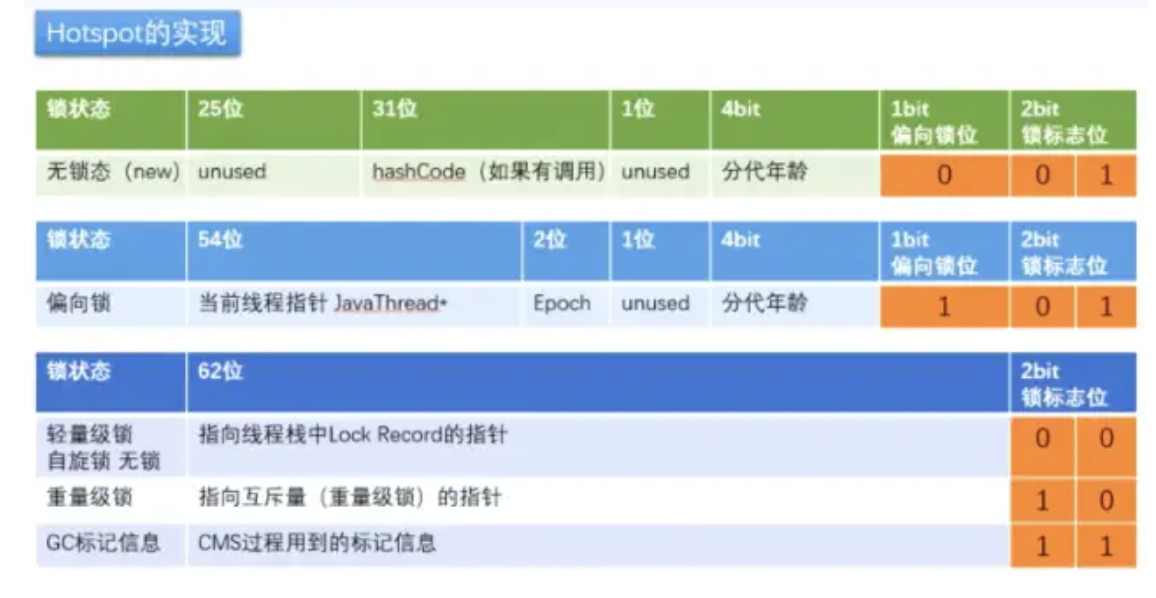 Hotspot的实现
锁状态 25位 31位 1位 4bit 1bit 2bit
偏向锁位 锁标志位
无锁态（new） unused hashCode（如果有调用） unused 分代年龄 0 0 1
锁状态 54位 2位 1位 4bit 1bit 2bit
偏向锁位 锁标志位
偏向锁 当前线程指针 JavaThread* Epoch unused 分代年龄 1 0 1
锁状态 62位 2bit
锁标志位
轻量级锁 指向线程栈中Lock Record的指针 0 0
自旋锁 无锁
重量级锁 指向互斥量（重量级锁）的指针 1 0
GC标记信息 CMS过程用到的标记信息 1 1